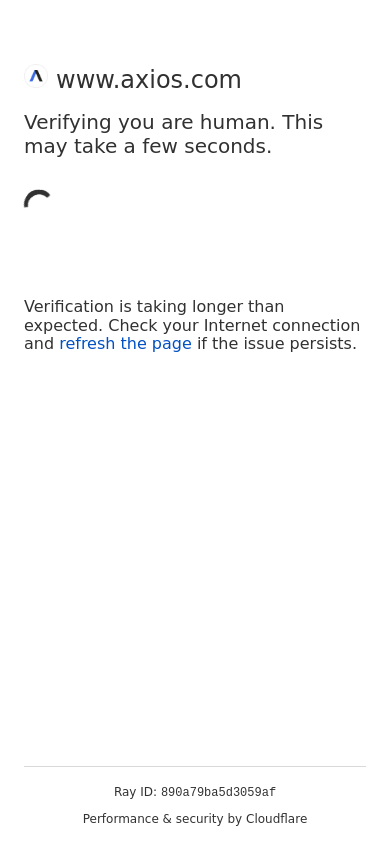 www.axios.com
Verifying you are human. This
may take a few seconds.
Verification is taking longer than
expected. Check your Internet connection
and refresh the page if the issue persists.
Ray ID: 890a79ba5d3059af
Performance & security by Cloudflare